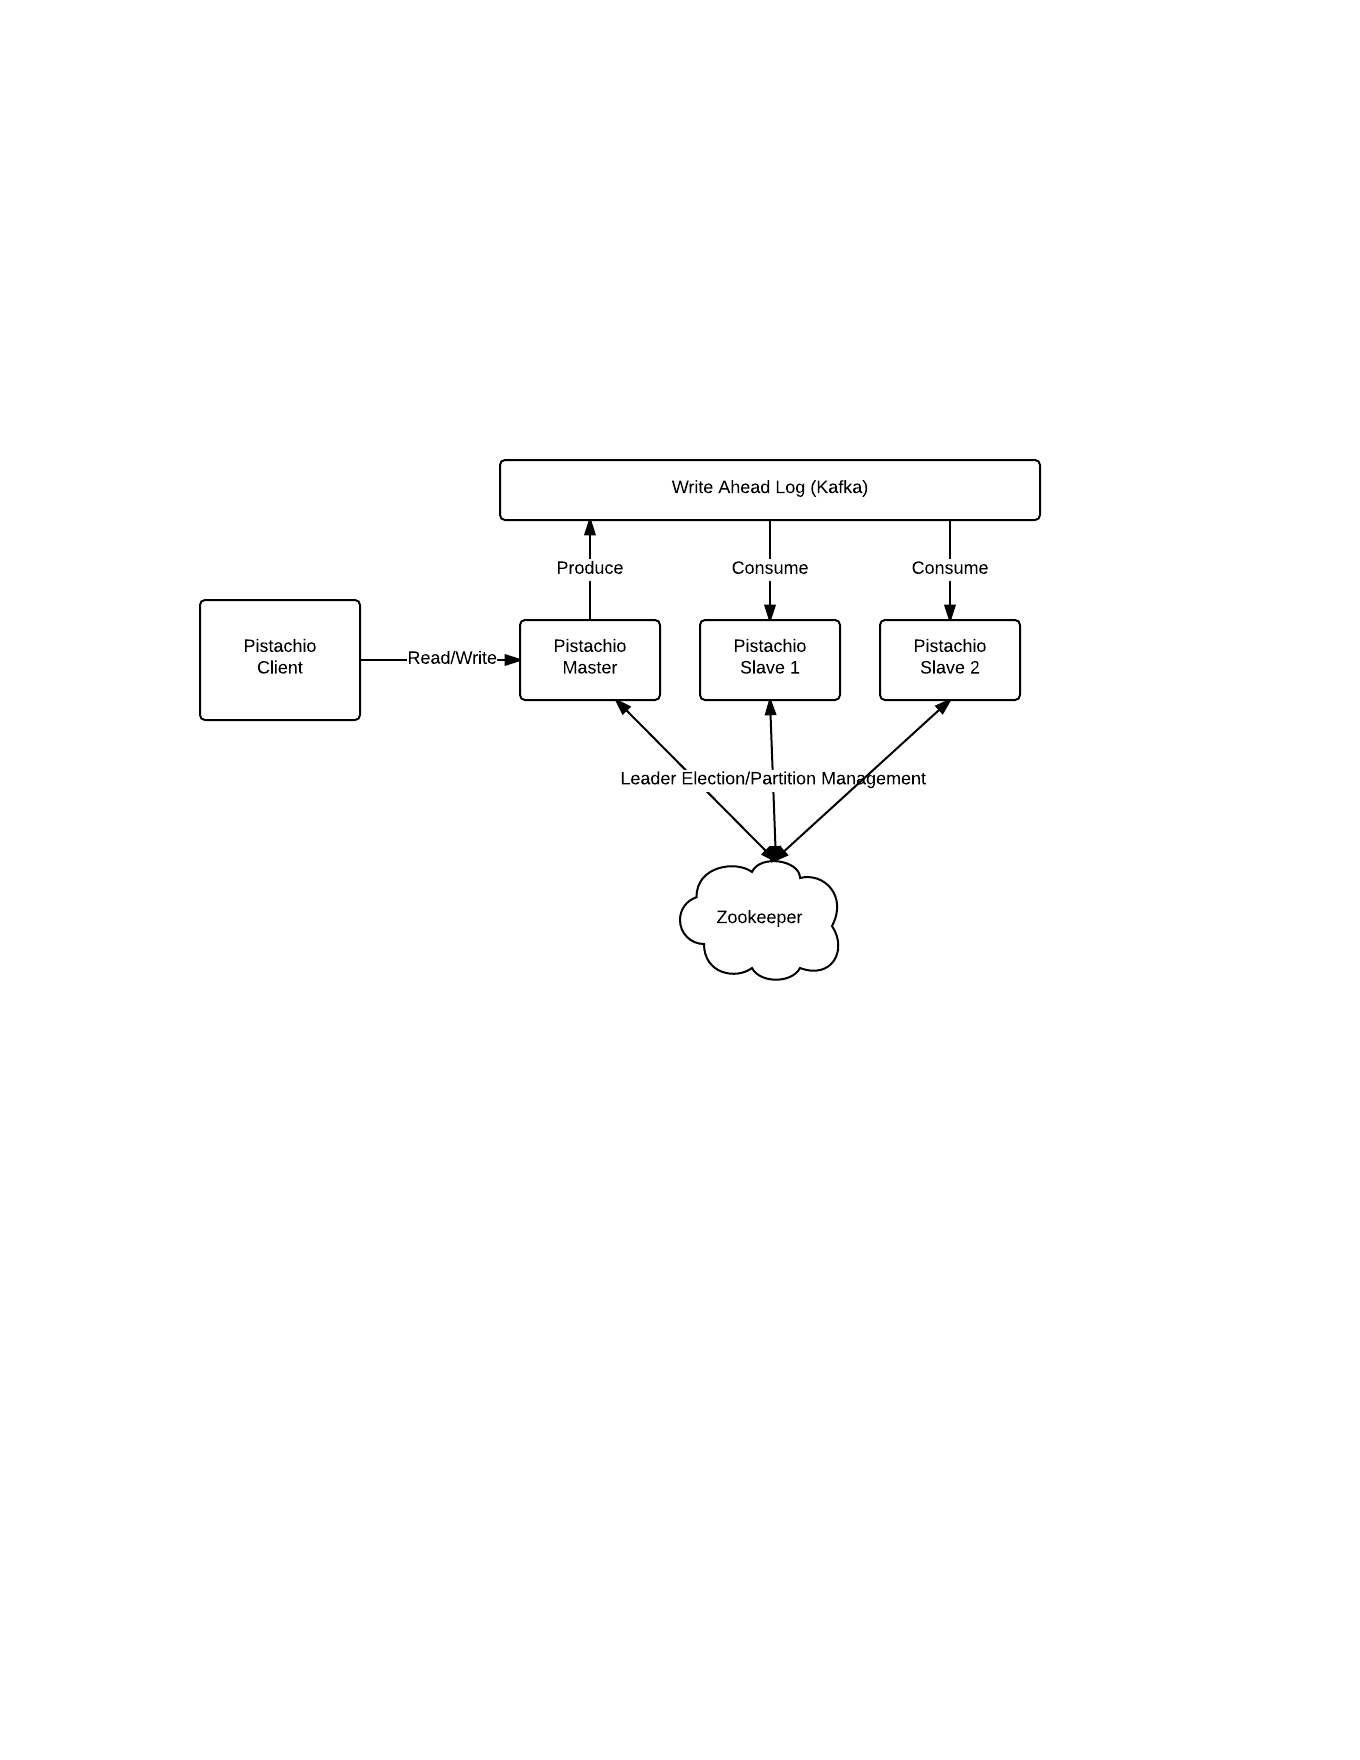 Write Ahead Log (Kafka)
Produce
Consume
Consume
Pistachio
Client
Read/Write
Pistachio
Master
Pistachio
Slave 1
Pistachio
Slave 2
Leader Election/Partition Management
Zookeeper